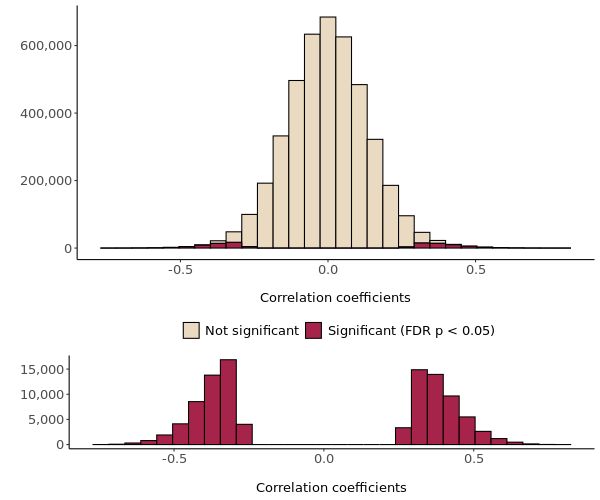 600,000
400,000
200,000
0
-0.5 0.0 0.5
Correlation coefficients
Not significant Significant (FDR p < 0.05)
15,000
10,000
5,000
0
-0.5 0.0 0.5
Correlation coefficients